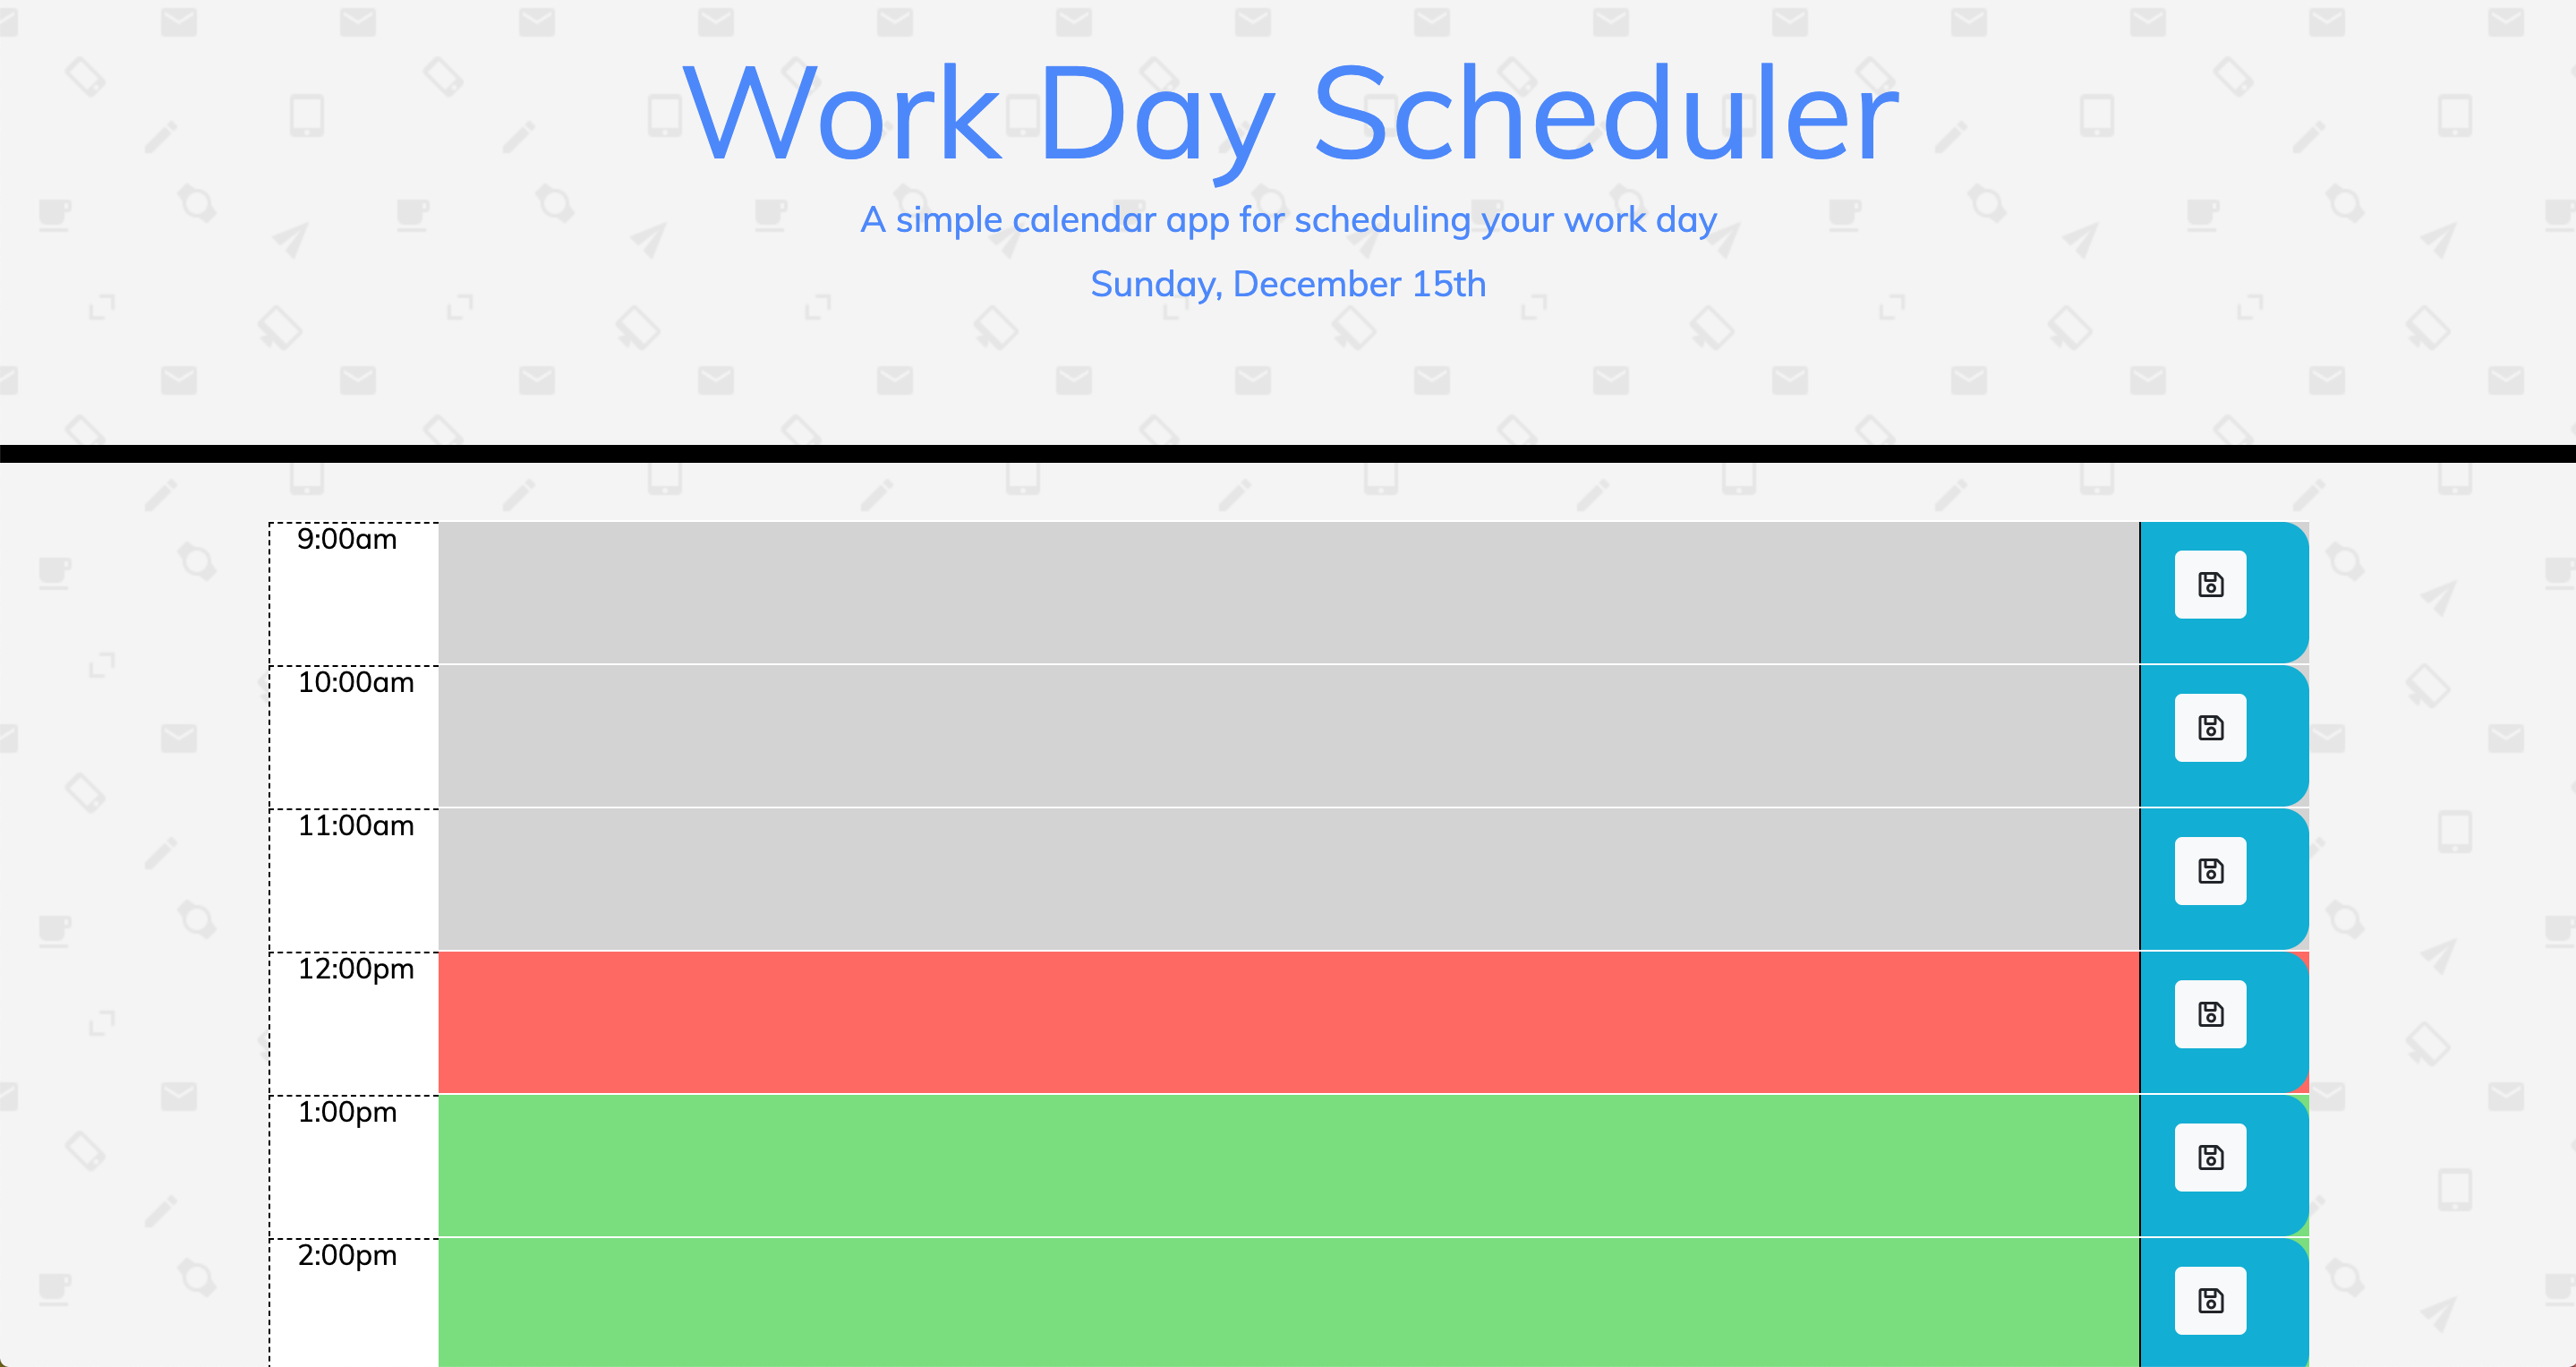 Work Day Scheduler
A simple calendar app for scheduling your work day
Sunday, December 15th
9:00am
10:00am
11:00am
12:00pm
1:00pm
2:00pm